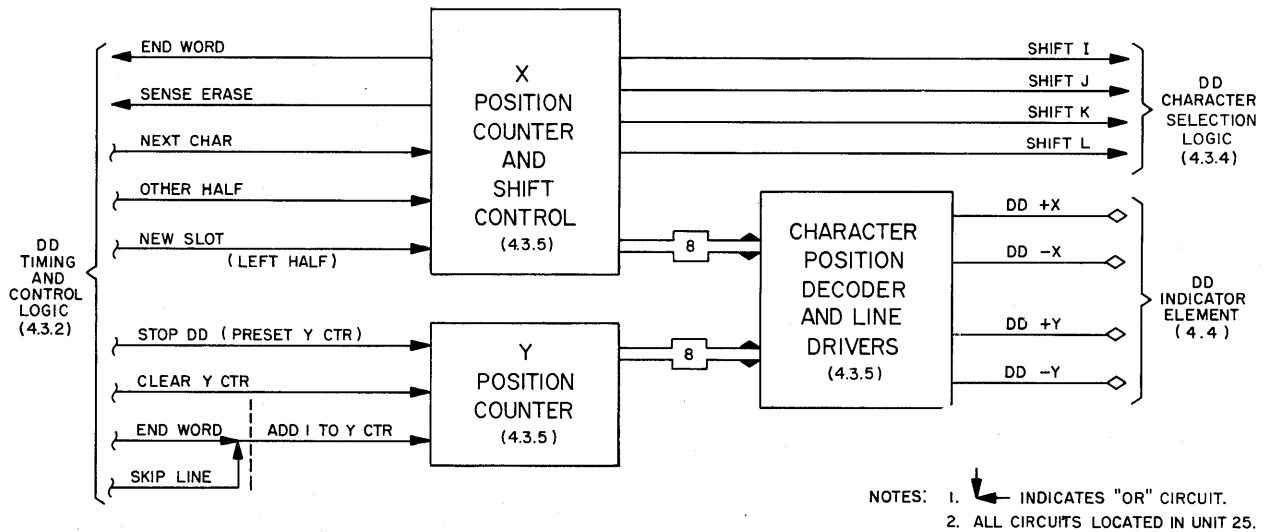 DD
TIMING
AND
CONTROL
LOGIC
(4.3.2)
END WORD
SENSE ERASE
NEXT CHAR
OTHER HALF
NEW SLOT
(LEFT HALF)
STOP DD (PRESET Y CTR)
CLEAR Y CTR
END WORD
ADD 1 TO Y CTR
SKIP LINE
X
POSITION
COUNTER
AND
SHIFT
CONTROL
(4.3.5)
Y
POSITION
COUNTER
(4.3.5)
SHIFT I
SHIFT J
SHIFT K
SHIFT L
DD
CHARACTER
SELECTION
LOGIC
(4.3.4)
8
8
CHARACTER
POSITION
DECODER
AND LINE
DRIVERS
(4.3.5)
DD +X
DD -X
DD +Y
DD -Y
DD
INDICATOR
ELEMENT
(4.4)
NOTES: 1. INDICATES "OR" CIRCUIT.
2. ALL CIRCUITS LOCATED IN UNIT 25.